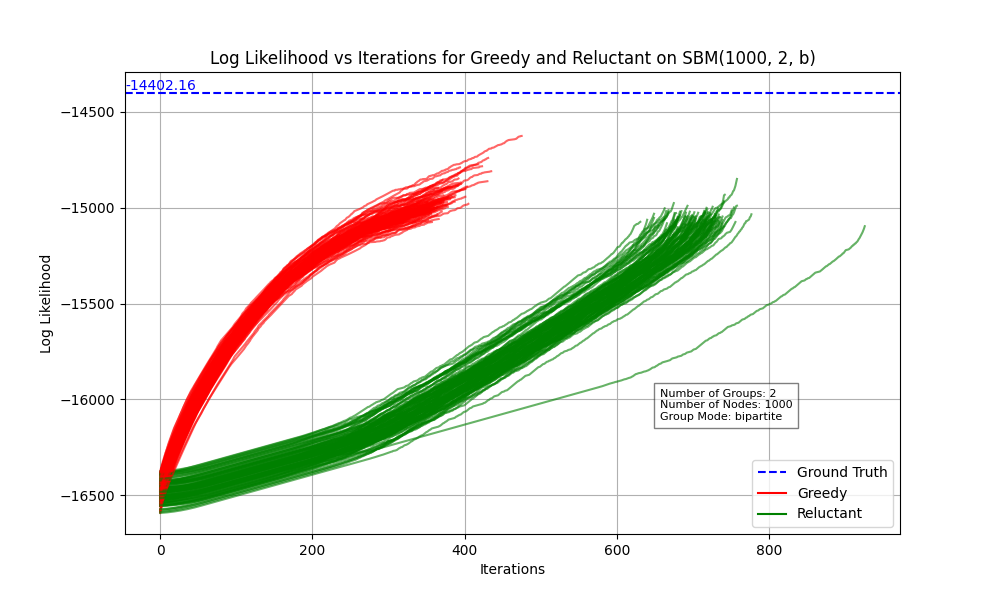 Log Likelihood vs Iterations for Greedy and Reluctant on SBM(1000, 2, b)
-14402.16
−14500
−15000
−15500
−16000
−16500
Log Likelihood
Number of Groups: 2
Number of Nodes: 1000
Group Mode: bipartite
Ground Truth
Greedy
Reluctant
0
200
400
600
800
Iterations